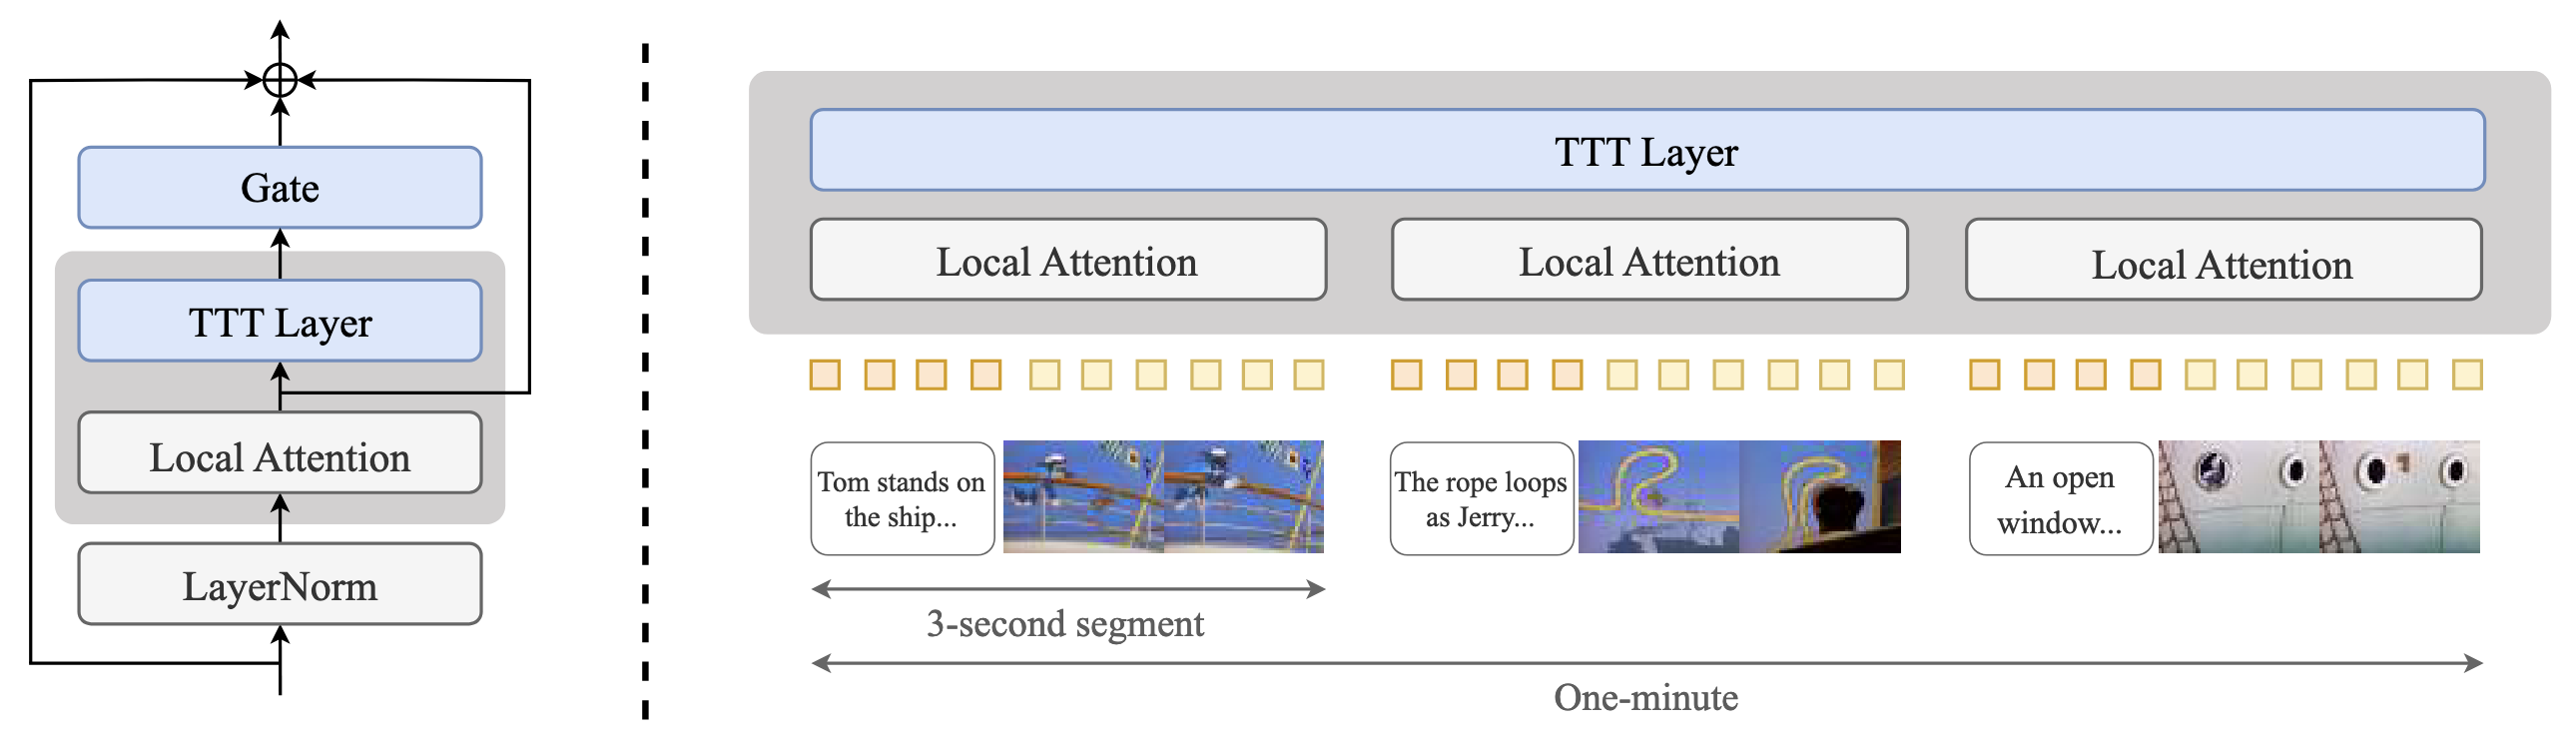 Gate
TTT Layer
Local Attention
LayerNorm
TTT Layer
Local Attention
Local Attention
Local Attention
Tom stands on
the ship...
The rope loops
as Jerry...
An open
window...
3-second segment
One-minute